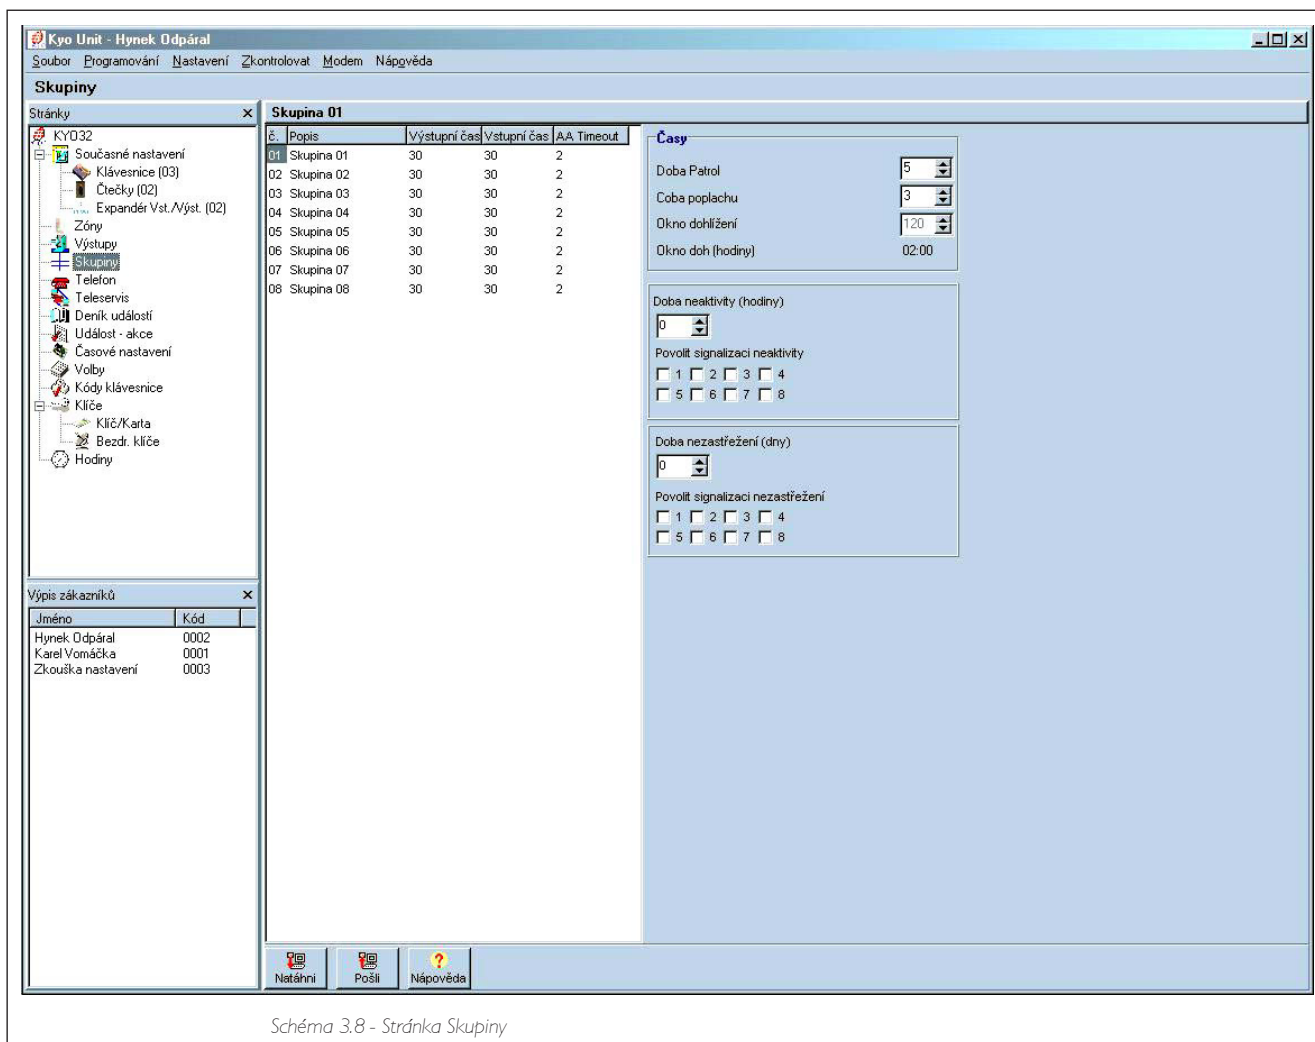 Kyo Unit - Hynek Odpáral
Soubor Programování Nastavení Zkontrolovat Modem Nápověda
Skupiny
Stránky
KYO32
Současné nastavení
Klávesnice (03)
Čtečky (02)
Expandér Vst./Výst. (02)
Zóny
Výstupy
Skupiny
Telefon
Teleservis
Deník událostí
Událost - akce
Časové nastavení
Volby
Kódy klávesnice
Klíče
Klíč/Karta
Bezdr. klíče
Hodiny
Výpis zákazníků
Jméno Kód
Hynek Odpáral 0002
Karel Vomáčka 0001
Zkouška nastavení 0003
Skupina 01
č. Popis Výstupní čas Vstupní čas AA Timeout
01 Skupina 01 30 30 2
02 Skupina 02 30 30 2
03 Skupina 03 30 30 2
04 Skupina 04 30 30 2
05 Skupina 05 30 30 2
06 Skupina 06 30 30 2
07 Skupina 07 30 30 2
08 Skupina 08 30 30 2
Časy
Doba Patrol 5
Coba poplachu 3
Okno dohlížení 120
Okno doh (hodiny) 02:00
Doba neaktivity (hodiny)
0
Povolit signalizaci neaktivity
1 2 3 4
5 6 7 8
Doba nezastřežení (dny)
0
Povolit signalizaci nezastřežení
1 2 3 4
5 6 7 8
Natáhni Pošli Nápověda
Schéma 3.8 - Stránka Skupiny